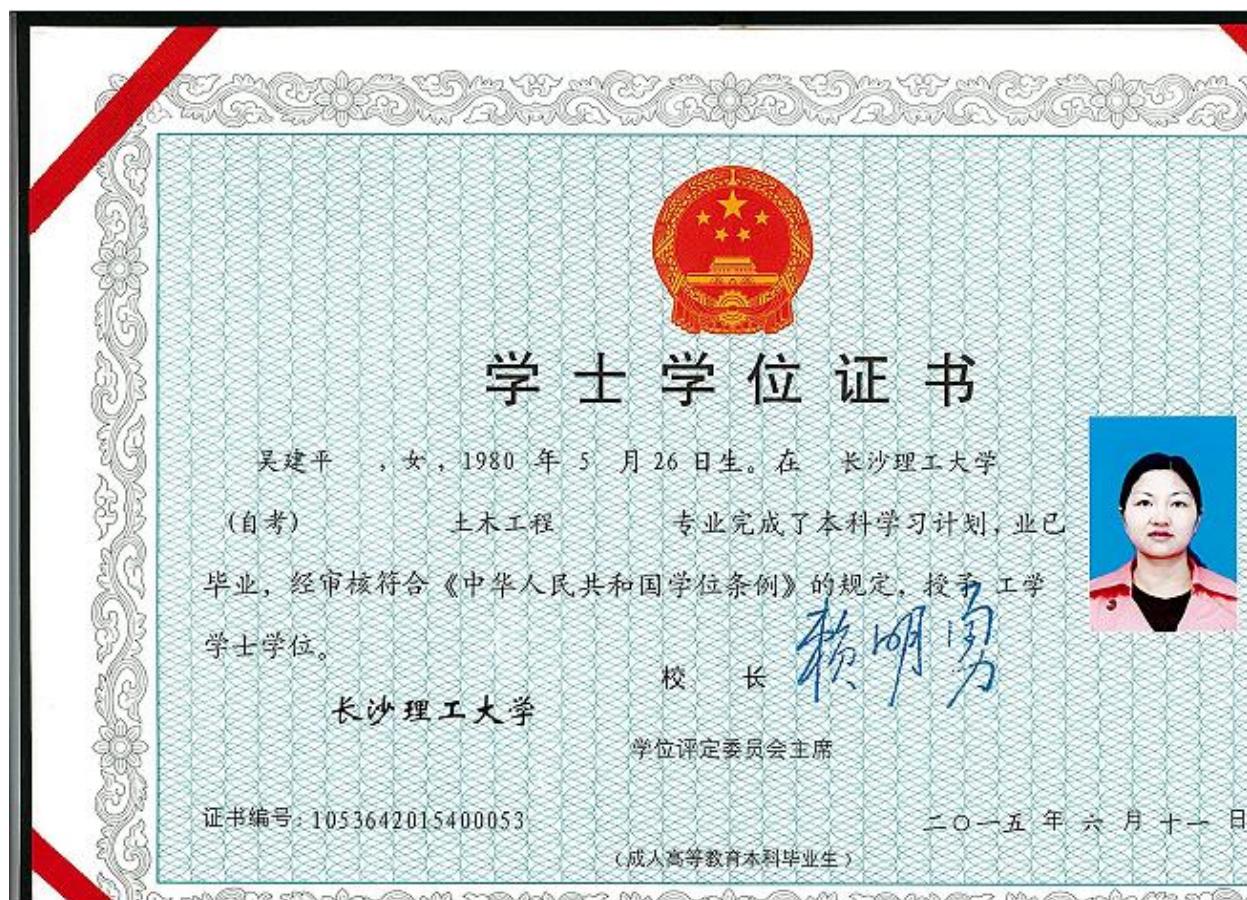 学士学位证书
吴建平 ，女，1980 年 5 月 26 日生。在 长沙理工大学
(自考) 土木工程 专业完成了本科学习计划，业已
毕业，经审核符合《中华人民共和国学位条例》的规定，授予 工学
学士学位。
校 长 赖明勇
长沙理工大学
学位评定委员会主席
证书编号：1053642015400053
二〇一五 年 六 月 十一 日
（成人高等教育本科毕业生）